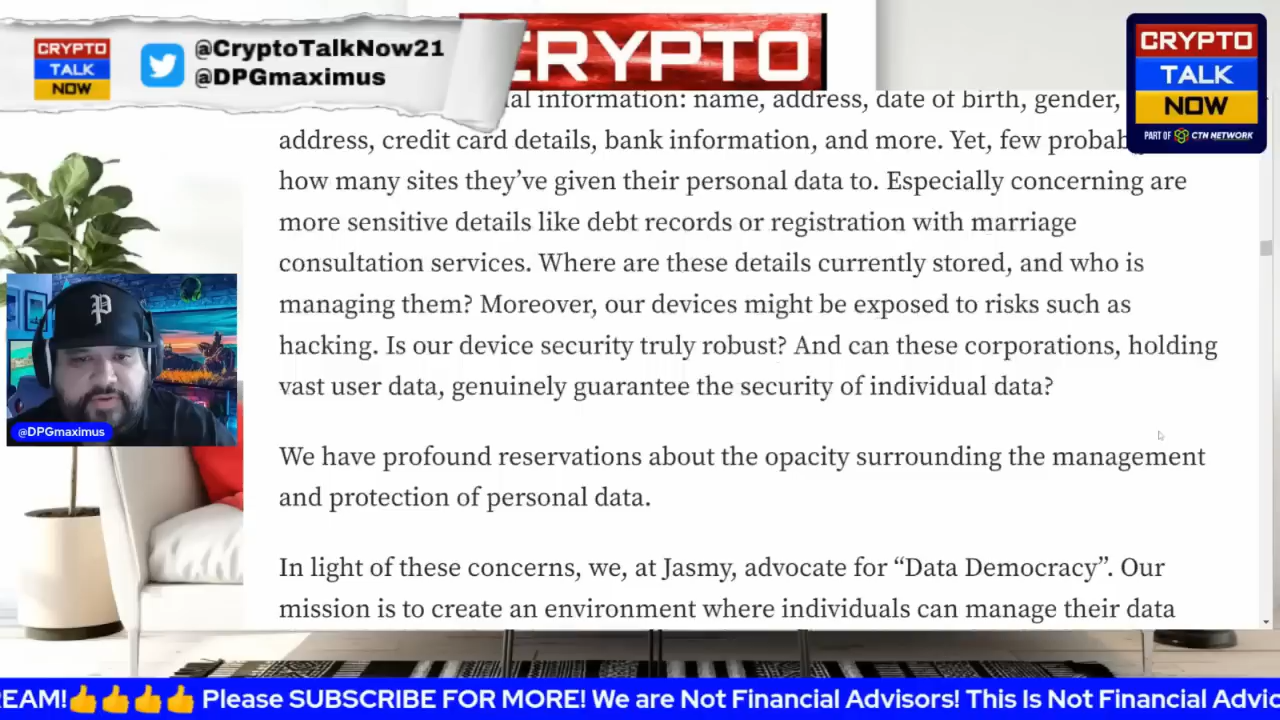 CRYPTO
TALK
NOW
@CryptoTalkNow21
@DPGmaximus
CRYPTO
CRYPTO
TALK
NOW
PART OF CTN NETWORK
information: name, address, date of birth, gender,
address, credit card details, bank information, and more. Yet, few
how many sites they’ve given their personal data to. Especially concerning are
more sensitive details like debt records or registration with marriage
consultation services. Where are these details currently stored, and who is
managing them? Moreover, our devices might be exposed to risks such as
hacking. Is our device security truly robust? And can these corporations, holding
vast user data, genuinely guarantee the security of individual data?
We have profound reservations about the opacity surrounding the management
and protection of personal data.
In light of these concerns, we, at Jasmy, advocate for “Data Democracy”. Our
mission is to create an environment where individuals can manage their data
P
@DPGmaximus
REAM!👍👍👍👍 Please SUBSCRIBE FOR MORE! We are Not Financial Advisors! This Is Not Financial Advic